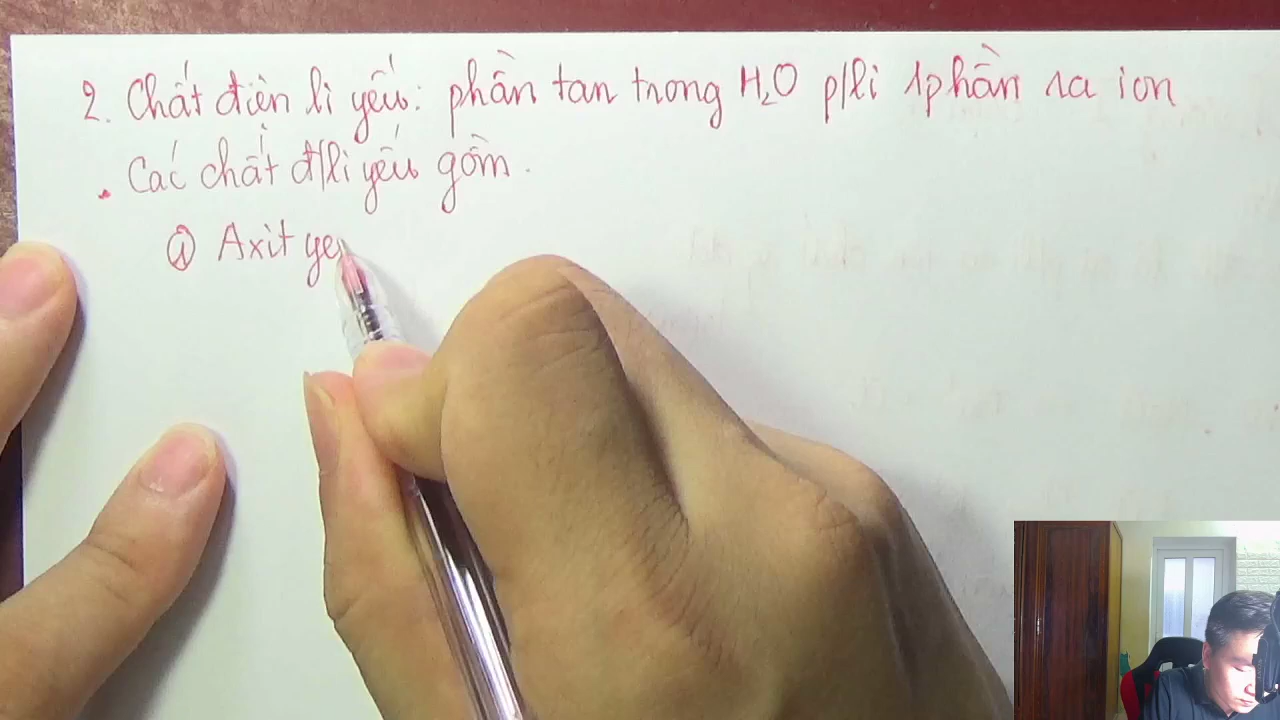 2. Chất điện li yếu: phần tan trong H₂O p/li 1phần ra ion
. Các chất đ/li yếu gồm.
① Axit ye